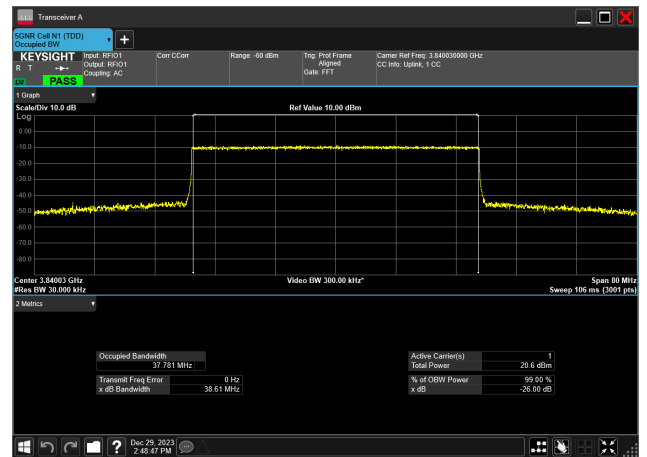 Transceiver A
5GNR Cell N1 (TDD)
Occupied BW
KEYSIGHT
R T
LW PASS
Input: RFIO1
Output: RFIO1
Coupling: AC
Corr CCorr
Range: -60 dBm
Trig: Prot Frame
Aligned
Gate: FFT
Carrier Ref Freq: 3.840030000 GHz
CC Info: Uplink, 1 CC
1 Graph
Scale/Div 10.0 dB
Ref Value 10.00 dBm
Log
0.00
-10.0
-20.0
-30.0
-40.0
-50.0
-60.0
-70.0
-80.0
Center 3.84003 GHz
Video BW 300.00 kHz*
Span 80 MHz
#Res BW 30.000 kHz
Sweep 106 ms (3001 pts)
2 Metrics
Occupied Bandwidth
37.781 MHz
Transmit Freq Error 0 Hz
x dB Bandwidth 38.61 MHz
Active Carrier(s) 1
Total Power 20.6 dBm
% of OBW Power 99.00 %
x dB -26.00 dB
Dec 29, 2023
2:48:47 PM